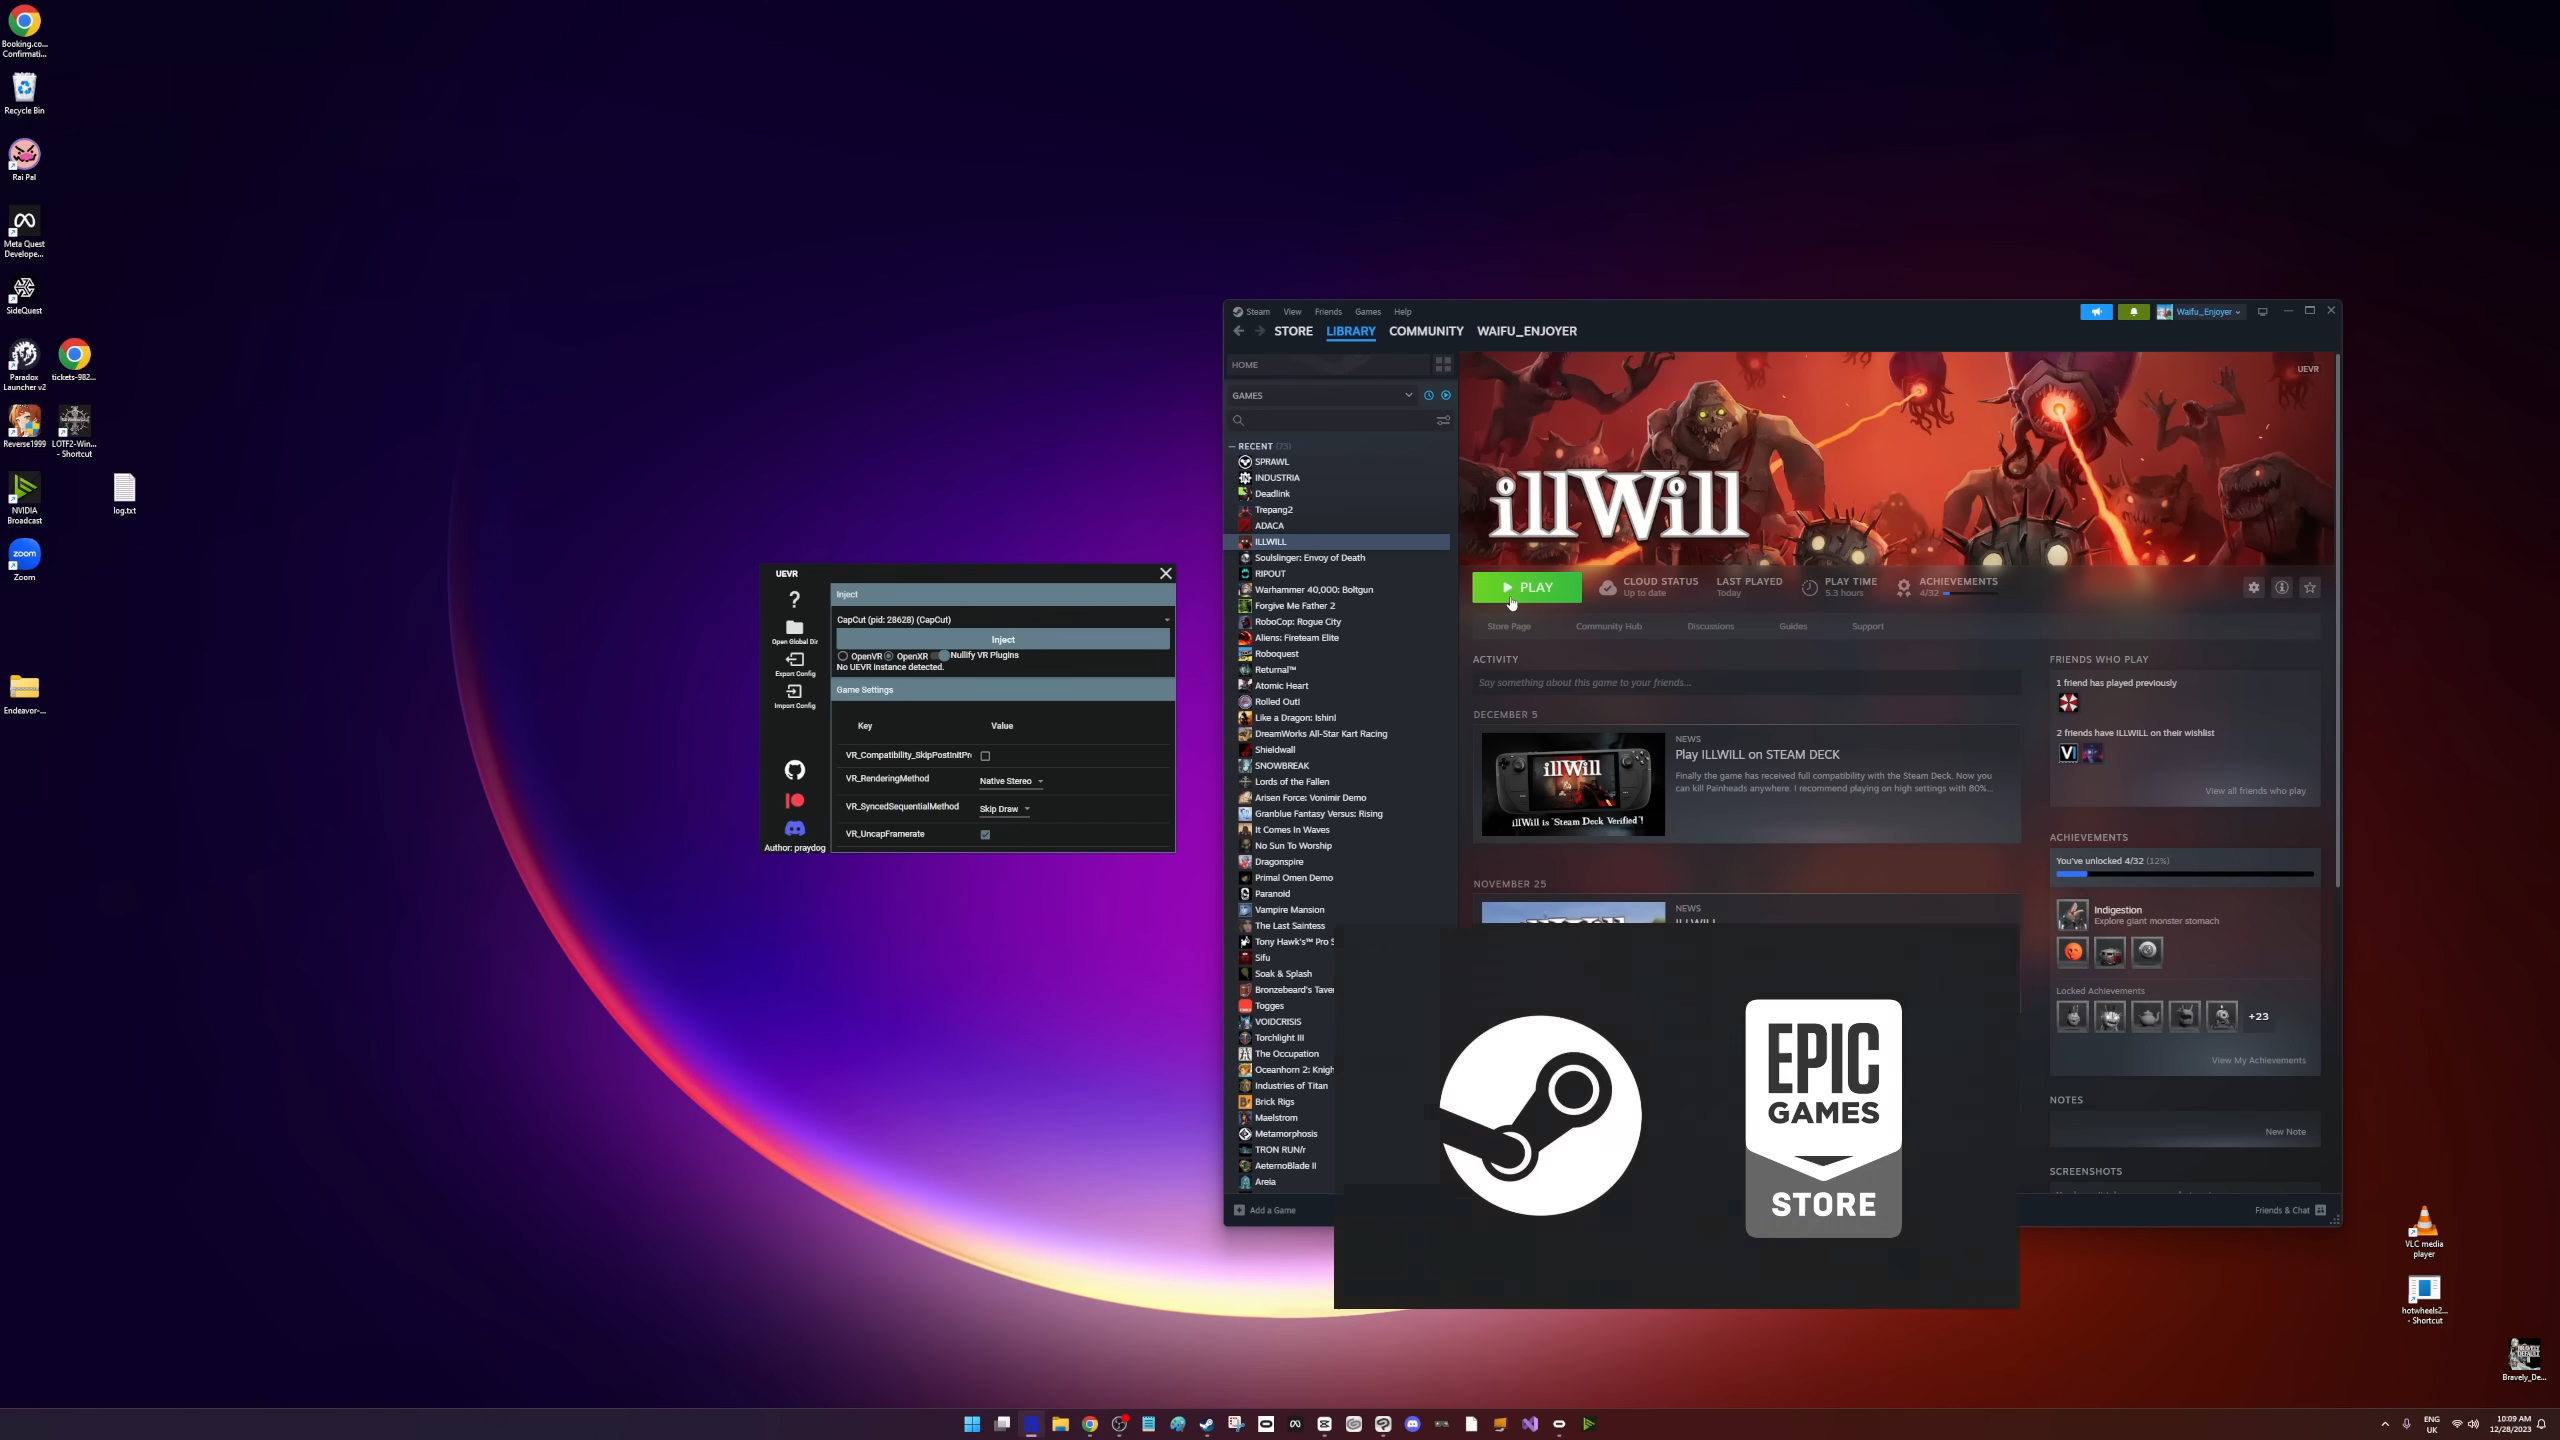 Booking.co...
Confirmati...
Recycle Bin
Rai Pal
Meta Quest
Develope...
SideQuest
Paradox
Launcher v2
tickets-982...
Reverse1999
LOTF2-Win...
- Shortcut
NVIDIA
Broadcast
log.txt
zoom
Zoom
Endeavor-...
UEVR
Open Global Dir
Export Config
Import Config
Author: praydog
Inject
CapCut (pid: 28628) (CapCut)
Inject
OpenVR OpenXR Nullify VR Plugins
No UEVR instance detected.
Game Settings
Key Value
VR_Compatibility_SkipPostInitPr
VR_RenderingMethod Native Stereo
VR_SyncedSequentialMethod Skip Draw
VR_UncapFramerate
Steam View Friends Games Help
Waifu_Enjoyer
STORE LIBRARY COMMUNITY WAIFU_ENJOYER
HOME
GAMES
RECENT (73)
SPRAWL
INDUSTRIA
Deadlink
Trepang2
ADACA
ILLWILL
Soulslinger: Envoy of Death
RIPOUT
Warhammer 40,000: Boltgun
Forgive Me Father 2
RoboCop: Rogue City
Aliens: Fireteam Elite
Roboquest
Returnal™
Atomic Heart
Rolled Out!
Like a Dragon: Ishin!
DreamWorks All-Star Kart Racing
Shieldwall
SNOWBREAK
Lords of the Fallen
Arisen Force: Vonimir Demo
Granblue Fantasy Versus: Rising
It Comes In Waves
No Sun To Worship
Dragonspire
Primal Omen Demo
Paranoid
Vampire Mansion
The Last Saintess
Tony Hawk's™ Pro S
Sifu
Soak & Splash
Bronzebeard's Taver
Togges
VOIDCRISIS
Torchlight III
The Occupation
Oceanhorn 2: Knigh
Industries of Titan
Brick Rigs
Maelstrom
Metamorphosis
TRON RUN/r
AeternoBlade II
Areia
Add a Game
UEVR
illWill
PLAY
CLOUD STATUS
Up to date
LAST PLAYED
Today
PLAY TIME
5.3 hours
ACHIEVEMENTS
4/32
Store Page Community Hub Discussions Guides Support
ACTIVITY
Say something about this game to your friends...
DECEMBER 5
illWill
illWill is "Steam Deck Verified"!
NEWS
Play ILLWILL on STEAM DECK
Finally the game has received full compatibility with the Steam Deck. Now you
can kill Painheads anywhere. I recommend playing on high settings with 80%...
NOVEMBER 25
NEWS
ILLWILL
FRIENDS WHO PLAY
1 friend has played previously
2 friends have ILLWILL on their wishlist
VI
View all friends who play
ACHIEVEMENTS
You've unlocked 4/32 (12%)
Indigestion
Explore giant monster stomach
Locked Achievements
+23
View My Achievements
NOTES
New Note
SCREENSHOTS
Friends & Chat
EPIC
GAMES
STORE
VLC media
player
hotwheels2...
- Shortcut
BRAVELY
DEFAULT
Bravely_De...
ENG
UK
10:09 AM
12/28/2023